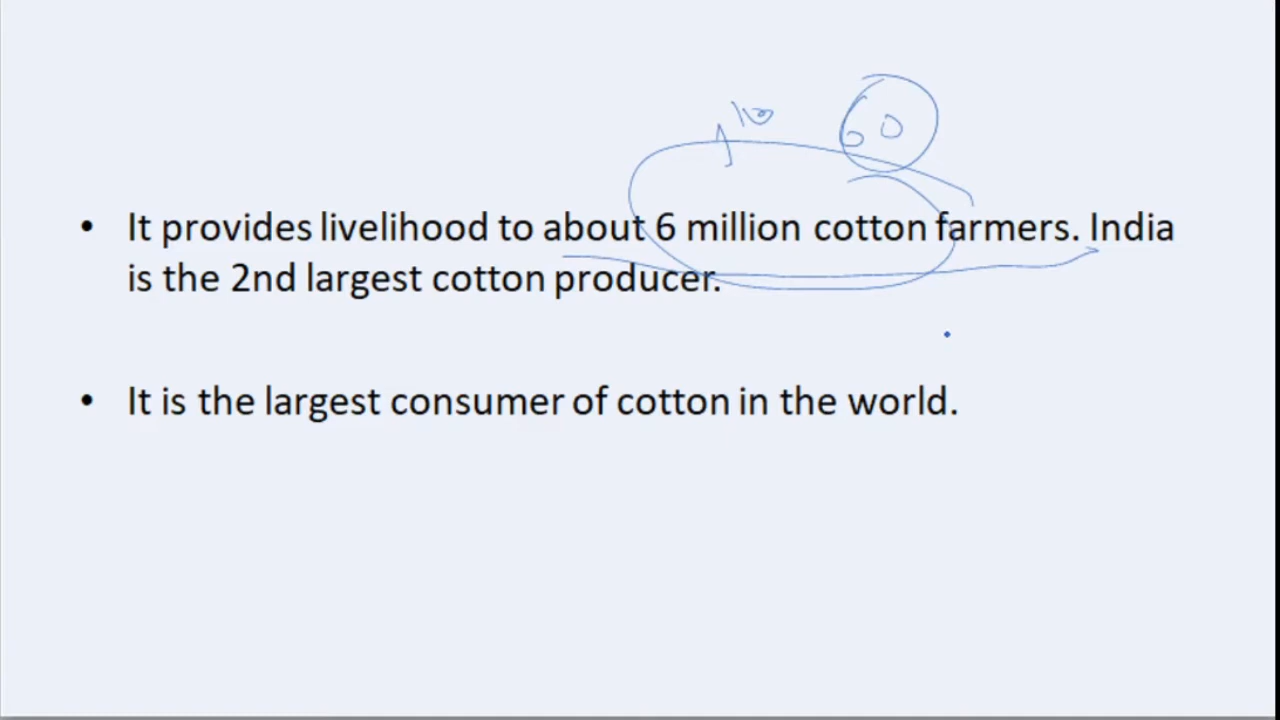 60
• It provides livelihood to about 6 million cotton farmers. India
is the 2nd largest cotton producer.
• It is the largest consumer of cotton in the world.